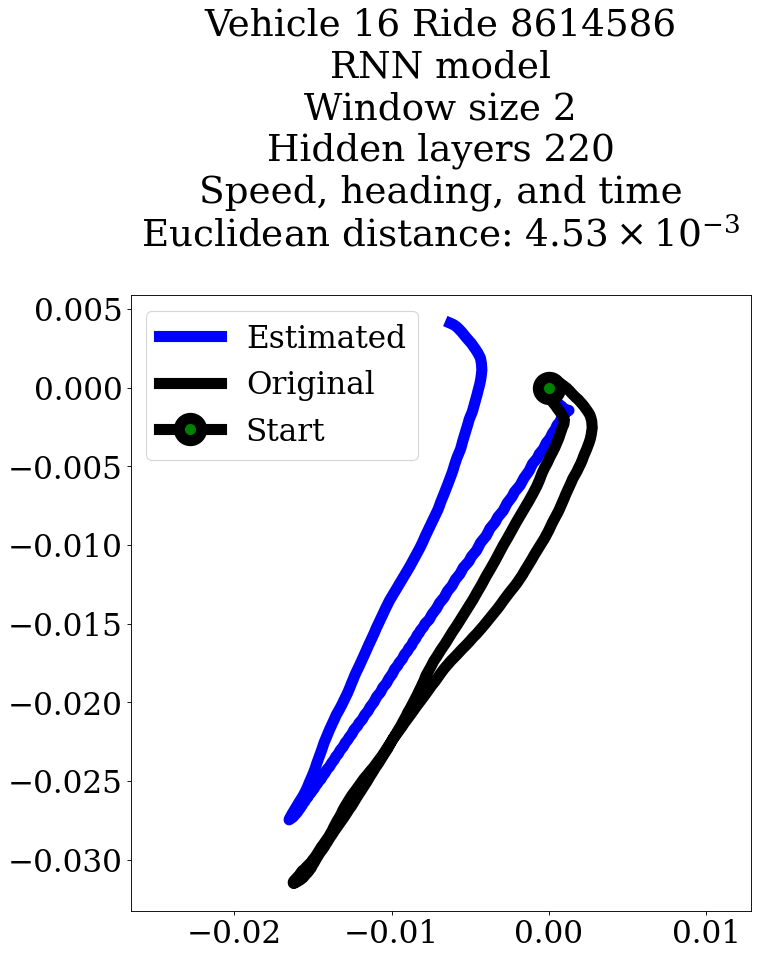 Vehicle 16 Ride 8614586
RNN model
Window size 2
Hidden layers 220
Speed, heading, and time
Euclidean distance: 4.53 × 10⁻³
0.005
0.000
−0.005
−0.010
−0.015
−0.020
−0.025
−0.030
Estimated
Original
Start
−0.02 −0.01 0.00 0.01